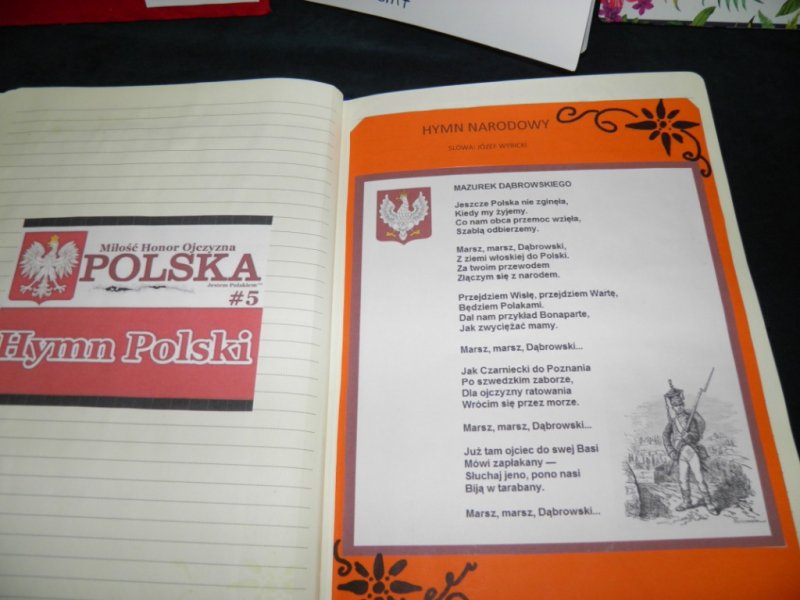 Miłość Honor Ojczyzna
POLSKA
Jestem Polakiem
#5
Hymn Polski
HYMN NARODOWY
SŁOWA: JÓZEF WYBICKI
MAZUREK DĄBROWSKIEGO
Jeszcze Polska nie zginęła,
Kiedy my żyjemy.
Co nam obca przemoc wzięła,
Szablą odbierzemy.
Marsz, marsz, Dąbrowski,
Z ziemi włoskiej do Polski.
Za twoim przewodem
Złączym się z narodem.
Przejdziem Wisłę, przejdziem Wartę,
Będziem Polakami.
Dał nam przykład Bonaparte,
Jak zwyciężać mamy.
Marsz, marsz, Dąbrowski...
Jak Czarniecki do Poznania
Po szwedzkim zaborze,
Dla ojczyzny ratowania
Wrócim się przez morze.
Marsz, marsz, Dąbrowski...
Już tam ojciec do swej Basi
Mówi zapłakany —
Słuchaj jeno, pono nasi
Biją w tarabany.
Marsz, marsz, Dąbrowski...